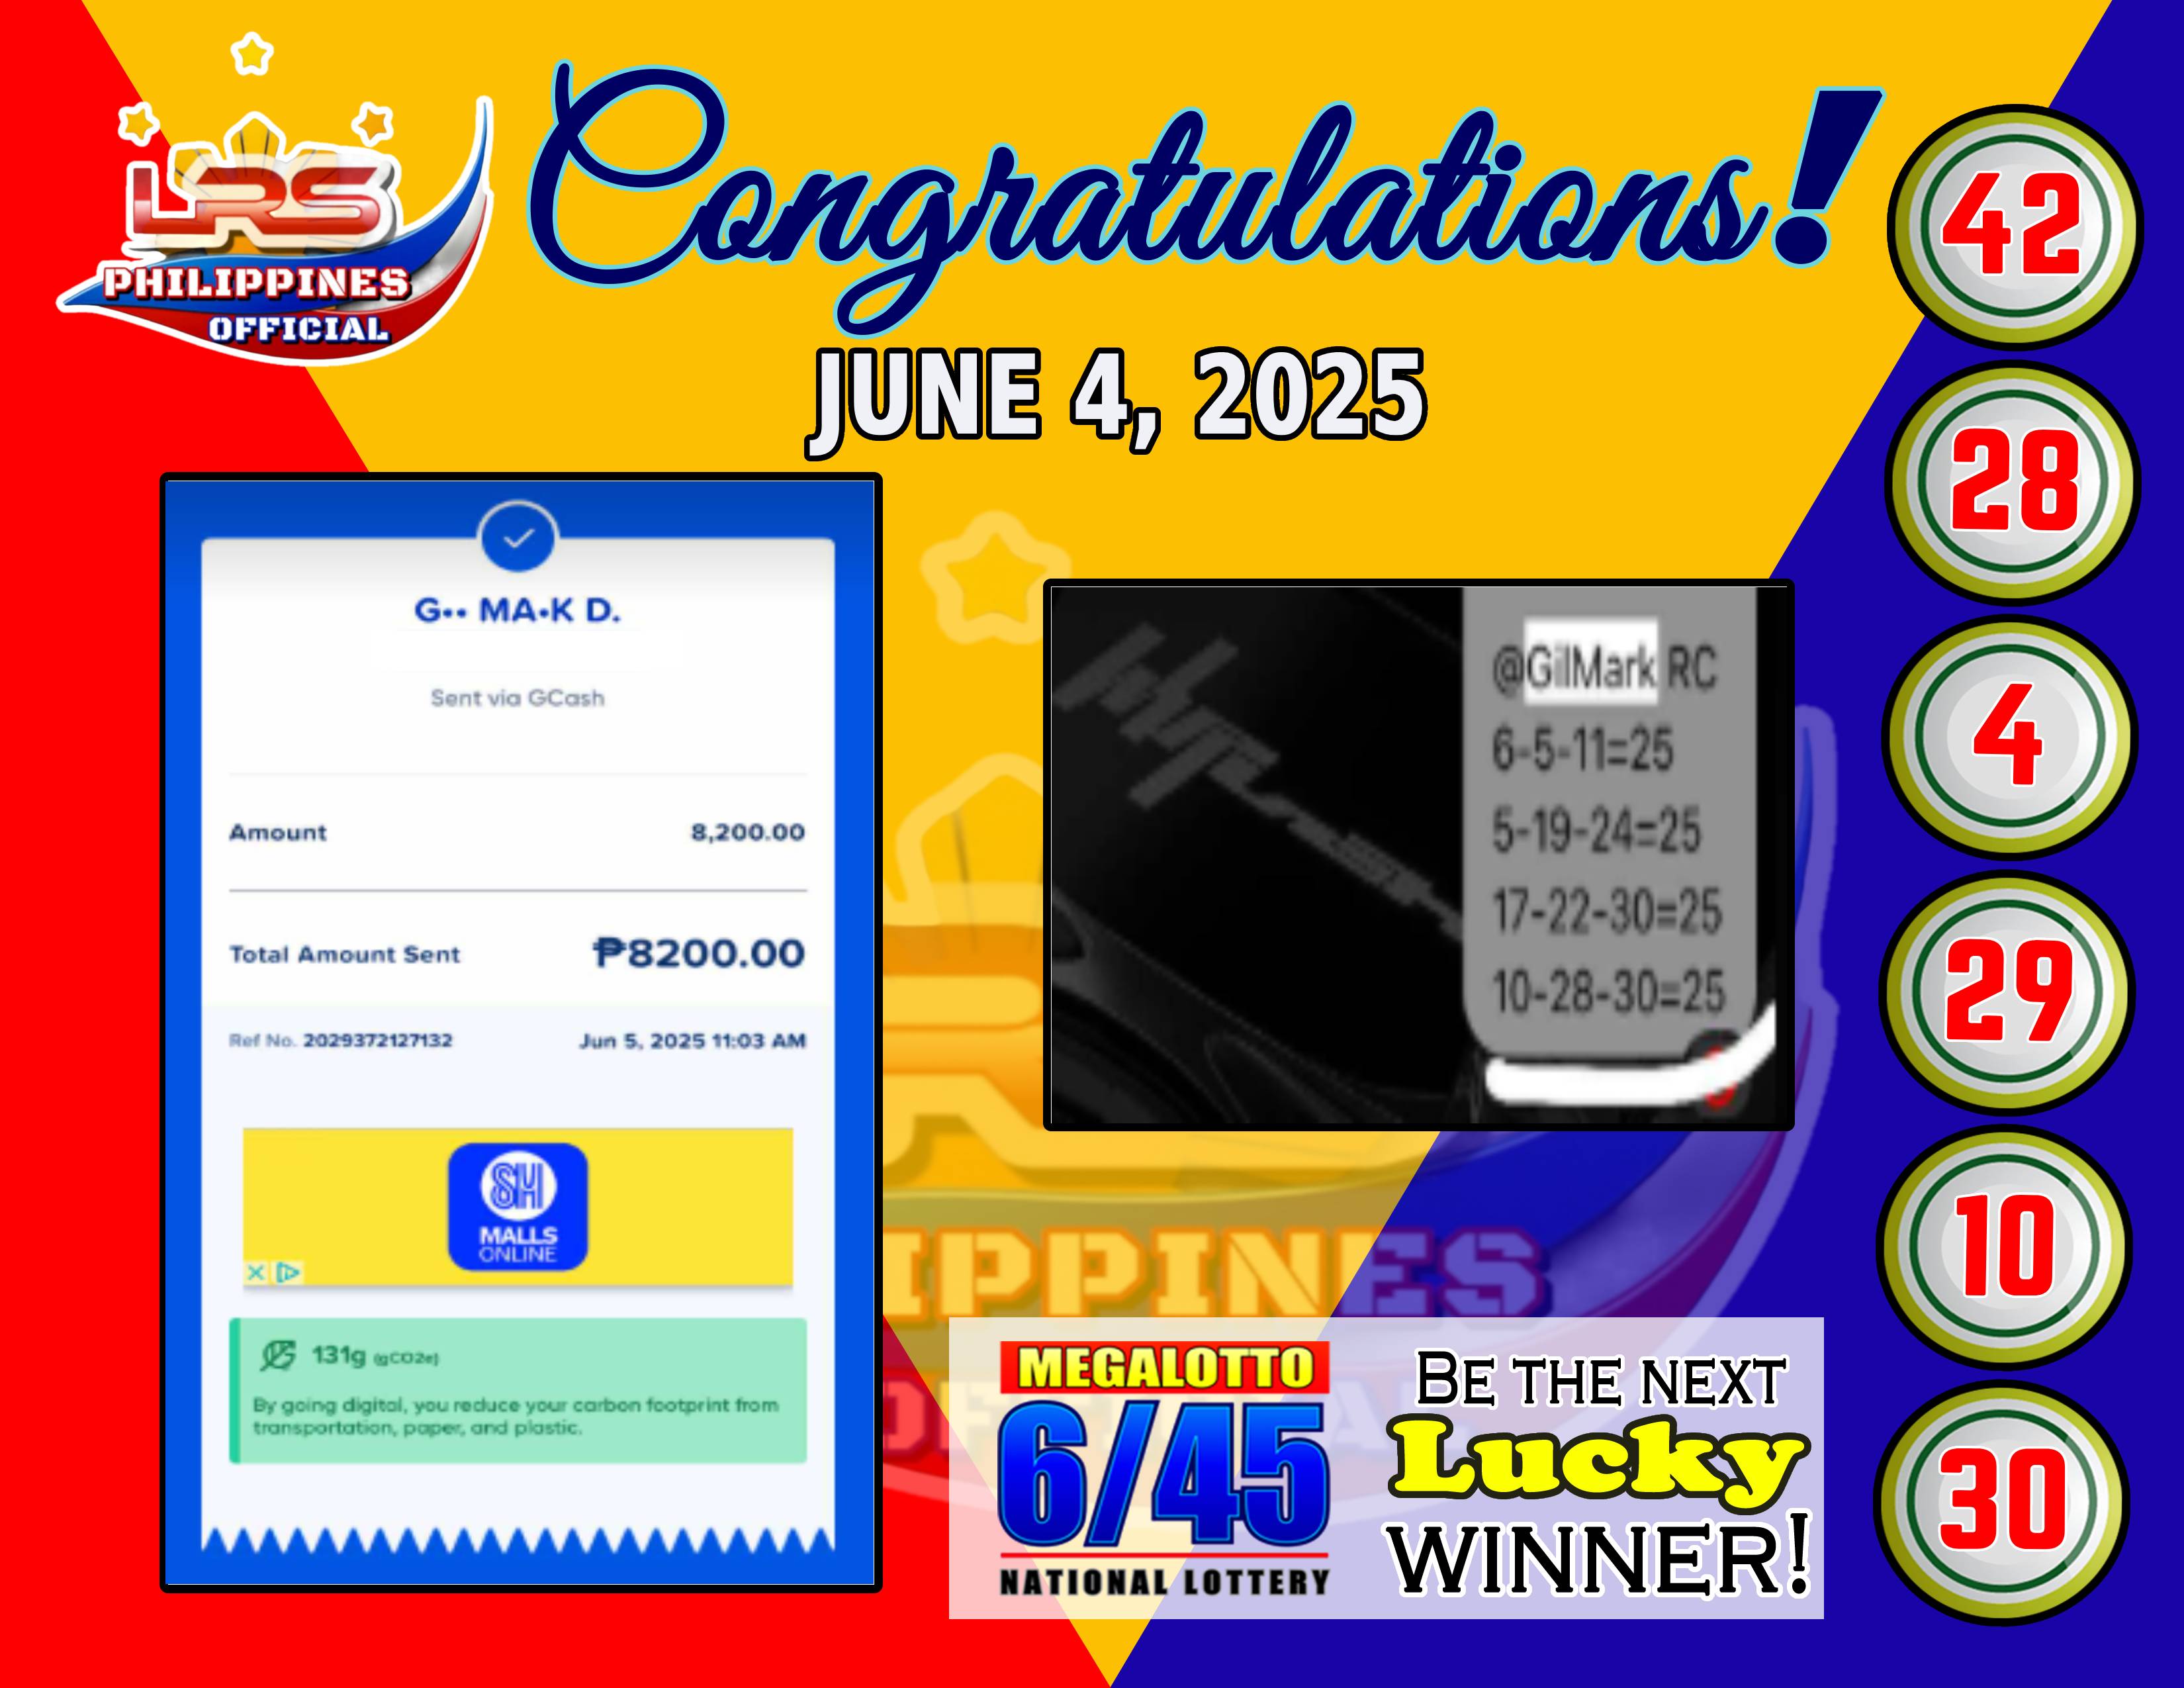 LRS
PHILIPPINES
OFFICIAL
Congratulations!
JUNE 4, 2025
G•• MA•K D.
Sent via GCash
Amount 8,200.00
Total Amount Sent ₱8200.00
Ref No. 2029372127132 Jun 5, 2025 11:03 AM
SM
MALLS
ONLINE
131g (gCO2e)
By going digital, you reduce your carbon footprint from
transportation, paper, and plastic.
@GilMark RC
6-5-11=25
5-19-24=25
17-22-30=25
10-28-30=25
IPPINES
MEGALOTTO
6/45
NATIONAL LOTTERY
BE THE NEXT
Lucky
WINNER!
42
28
4
29
10
30